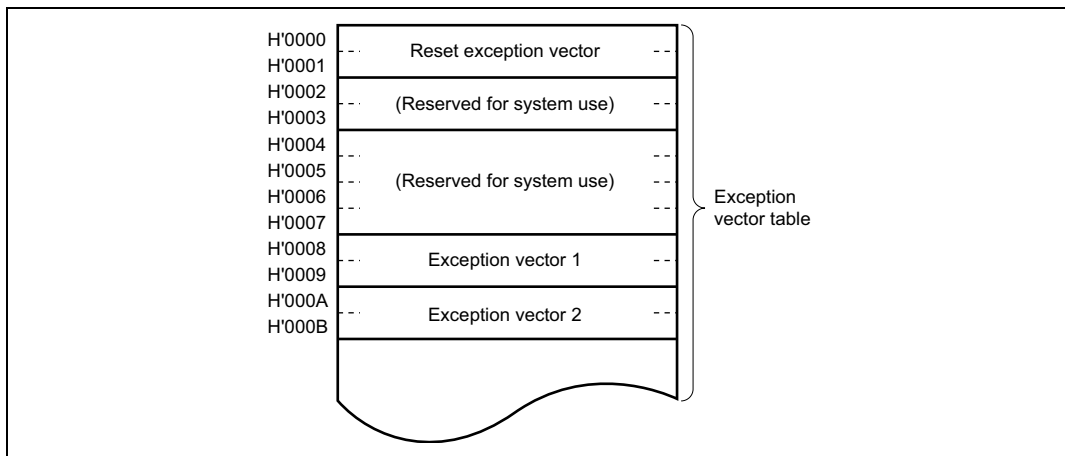 H'0000
Reset exception vector
H'0001
H'0002
(Reserved for system use)
H'0003
H'0004
H'0005
(Reserved for system use)
H'0006
H'0007
Exception
vector table
H'0008
Exception vector 1
H'0009
H'000A
Exception vector 2
H'000B